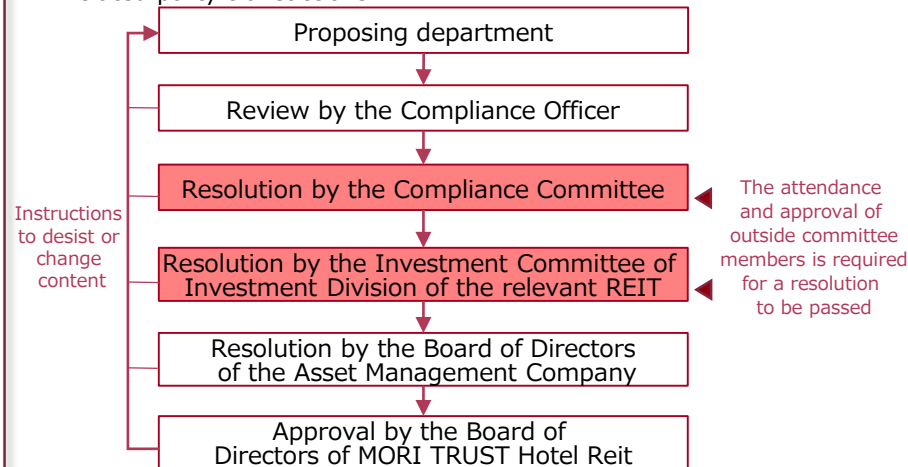 Proposing department
Review by the Compliance Officer
Resolution by the Compliance Committee
Resolution by the Investment Committee of
Investment Division of the relevant REIT
Resolution by the Board of Directors
of the Asset Management Company
Approval by the Board of
Directors of MORI TRUST Hotel Reit
Instructions
to desist or
change
content
The attendance
and approval of
outside committee
members is required
for a resolution
to be passed